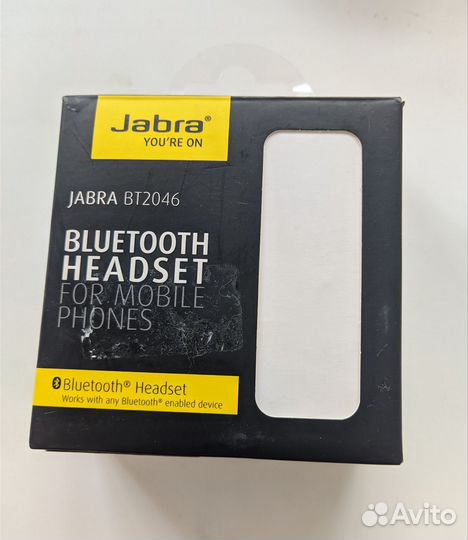 Jabra®
YOU'RE ON
JABRA BT2046
BLUETOOTH
HEADSET
FOR MOBILE
PHONES
Bluetooth® Headset
Works with any Bluetooth® enabled device
Avito